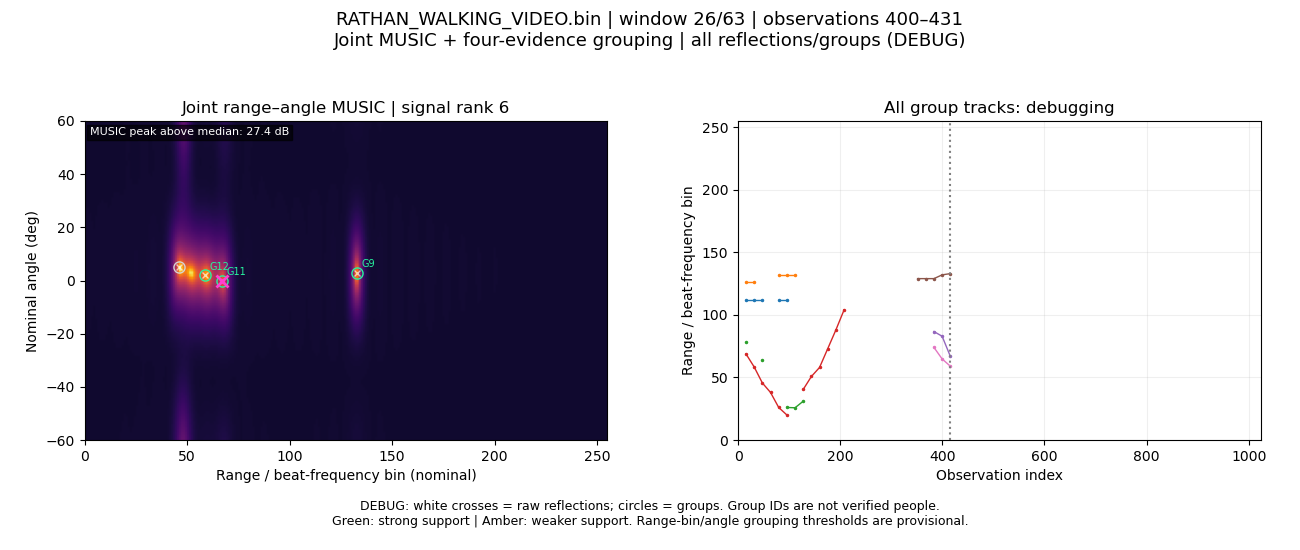 RATHAN_WALKING_VIDEO.bin | window 26/63 | observations 400–431
Joint MUSIC + four-evidence grouping | all reflections/groups (DEBUG)
Joint range–angle MUSIC | signal rank 6
MUSIC peak above median: 27.4 dB
Nominal angle (deg)
60
40
20
0
−20
−40
−60
G12
G11
G9
0
50
100
150
200
250
Range / beat-frequency bin (nominal)
All group tracks: debugging
Range / beat-frequency bin
250
200
150
100
50
0
0
200
400
600
800
1000
Observation index
DEBUG: white crosses = raw reflections; circles = groups. Group IDs are not verified people.
Green: strong support | Amber: weaker support. Range-bin/angle grouping thresholds are provisional.